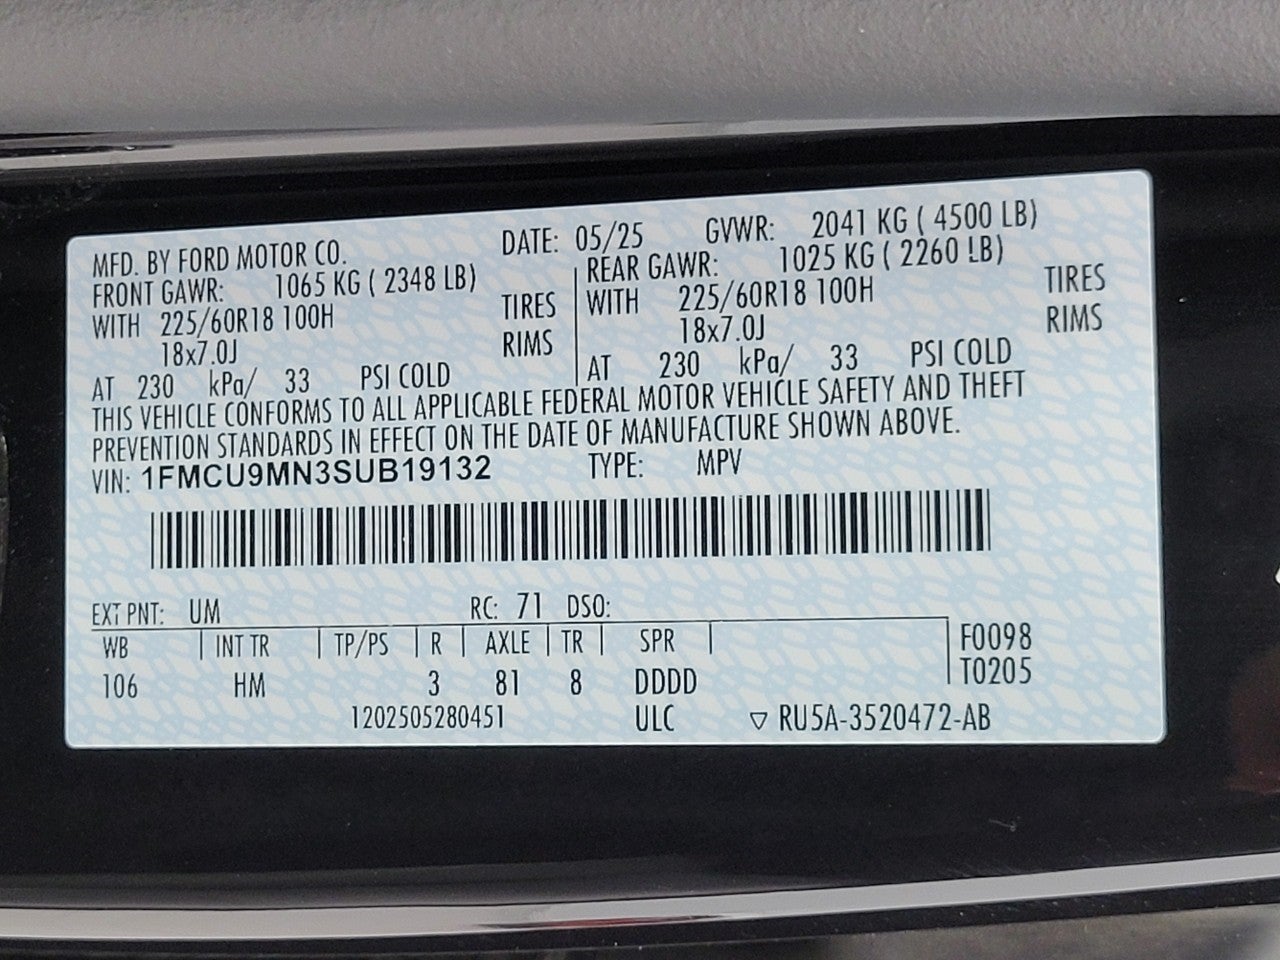 MFD. BY FORD MOTOR CO. DATE: 05/25 GVWR: 2041 KG ( 4500 LB)
FRONT GAWR: 1065 KG ( 2348 LB) REAR GAWR: 1025 KG ( 2260 LB)
WITH 225/60R18 100H TIRES WITH 225/60R18 100H TIRES
18x7.0J RIMS 18x7.0J RIMS
AT 230 kPa/ 33 PSI COLD AT 230 kPa/ 33 PSI COLD
THIS VEHICLE CONFORMS TO ALL APPLICABLE FEDERAL MOTOR VEHICLE SAFETY AND THEFT
PREVENTION STANDARDS IN EFFECT ON THE DATE OF MANUFACTURE SHOWN ABOVE.
VIN: 1FMCU9MN3SUB19132 TYPE: MPV
EXT PNT: UM RC: 71 DSO:
WB INT TR TP/PS R AXLE TR SPR F0098
106 HM 3 81 8 DDDD T0205
1202505280451 ULC ▽ RU5A-3520472-AB